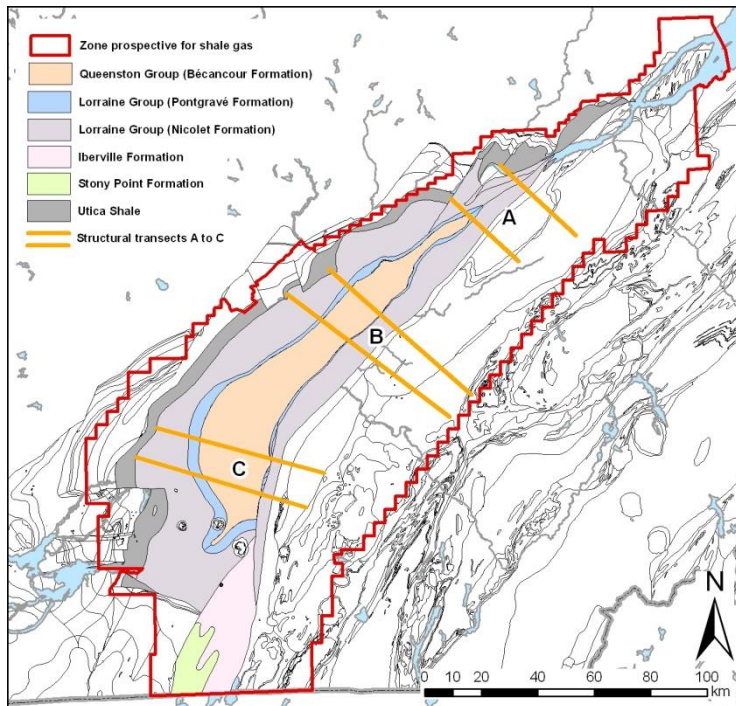 Zone prospective for shale gas
Queenston Group (Bécancour Formation)
Lorraine Group (Pontgravé Formation)
Lorraine Group (Nicolet Formation)
Iberville Formation
Stony Point Formation
Utica Shale
Structural transects A to C
A
B
C
N
0 10 20 40 60 80 100
km